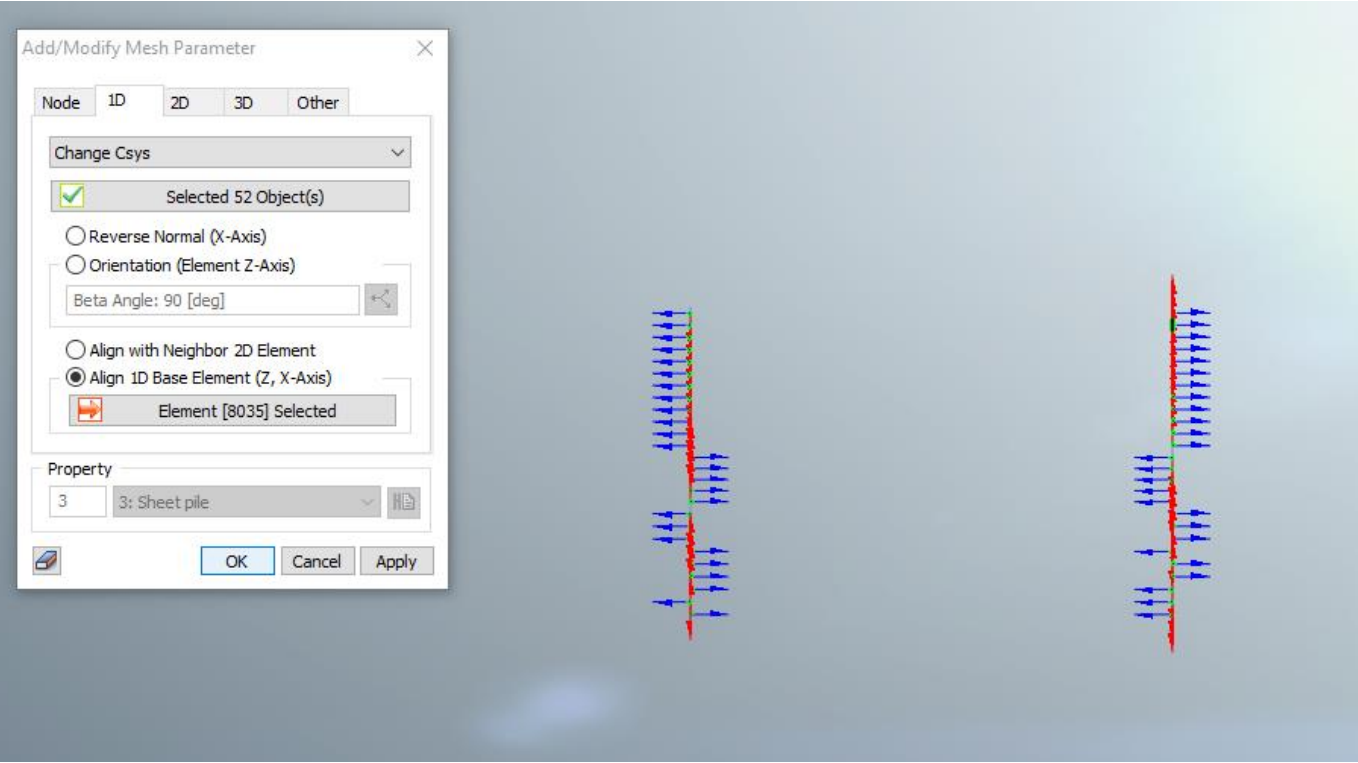 Add/Modify Mesh Parameter
Node 1D 2D 3D Other
Change Csys
Selected 52 Object(s)
Reverse Normal (X-Axis)
Orientation (Element Z-Axis)
Beta Angle: 90 [deg]
Align with Neighbor 2D Element
Align 1D Base Element (Z, X-Axis)
Element [8035] Selected
Property
3 3: Sheet pile
OK Cancel Apply